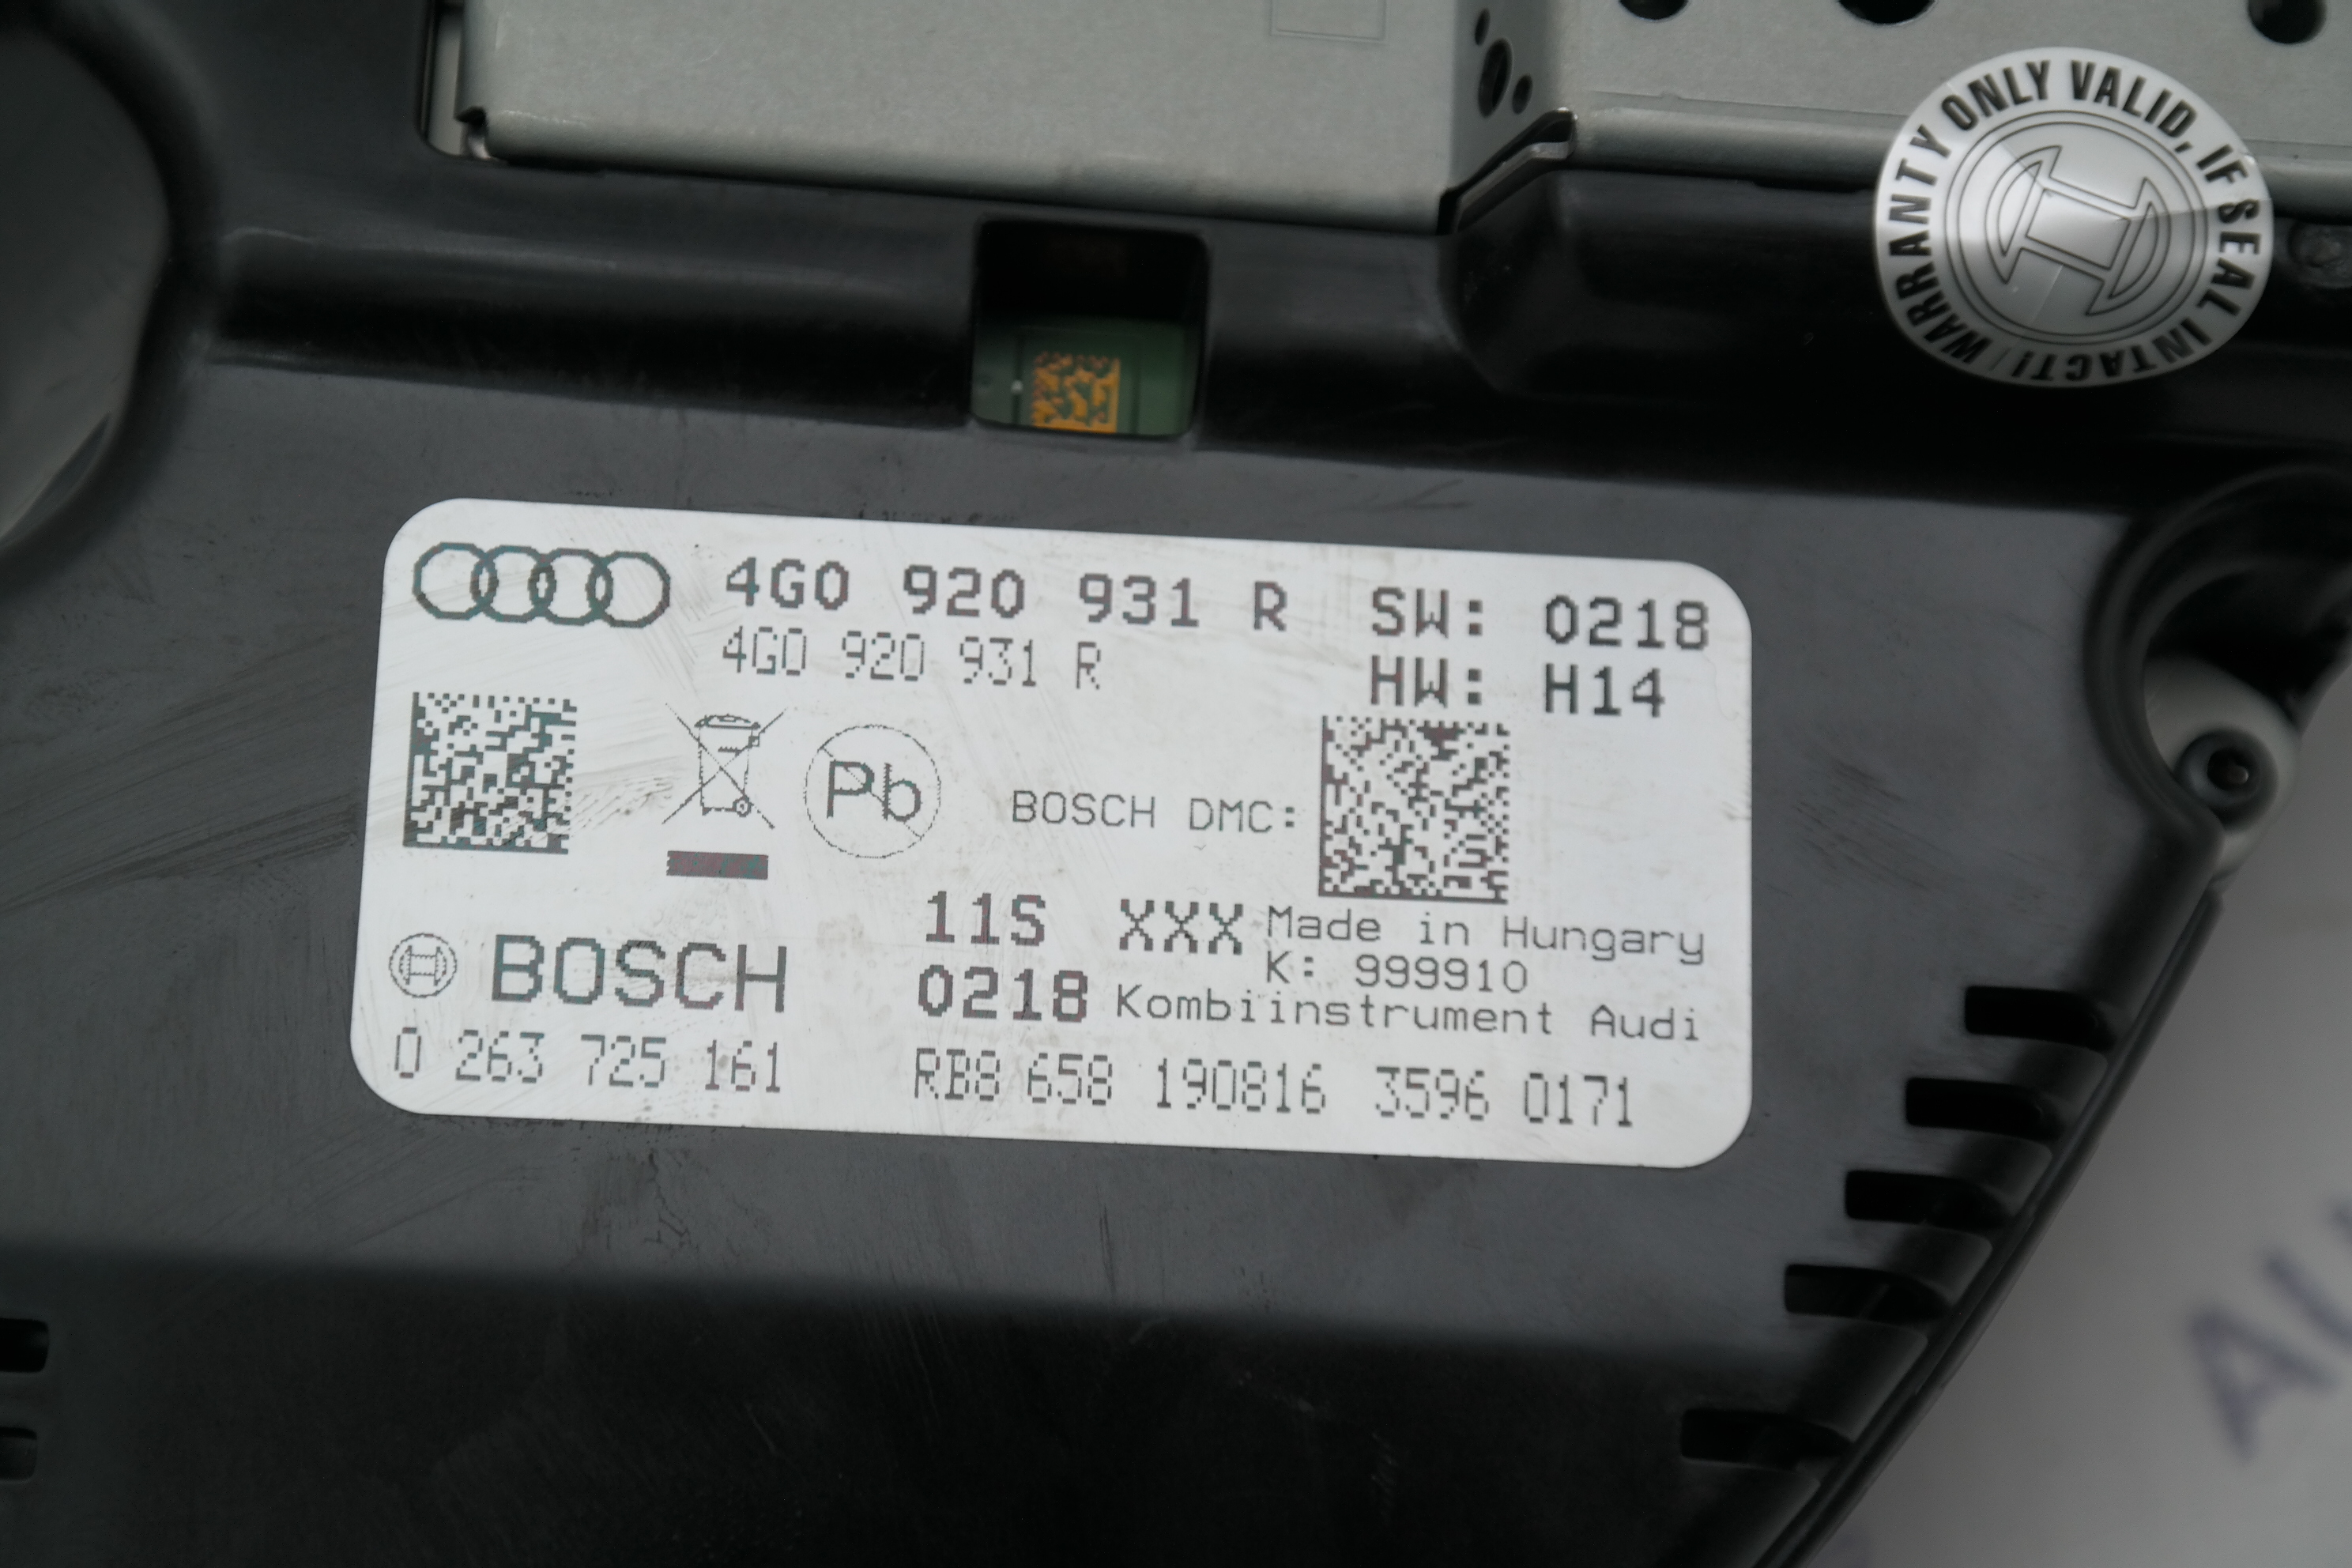 WARRANTY ONLY VALID, IF SEAL INTACT!
4G0 920 931 R SW: 0218
4G0 920 931 R HW: H14
Pb
BOSCH DMC:
11S XXX Made in Hungary
K: 999910
BOSCH 0218 Kombiinstrument Audi
0 263 725 161 RB8 658 190816 3596 0171